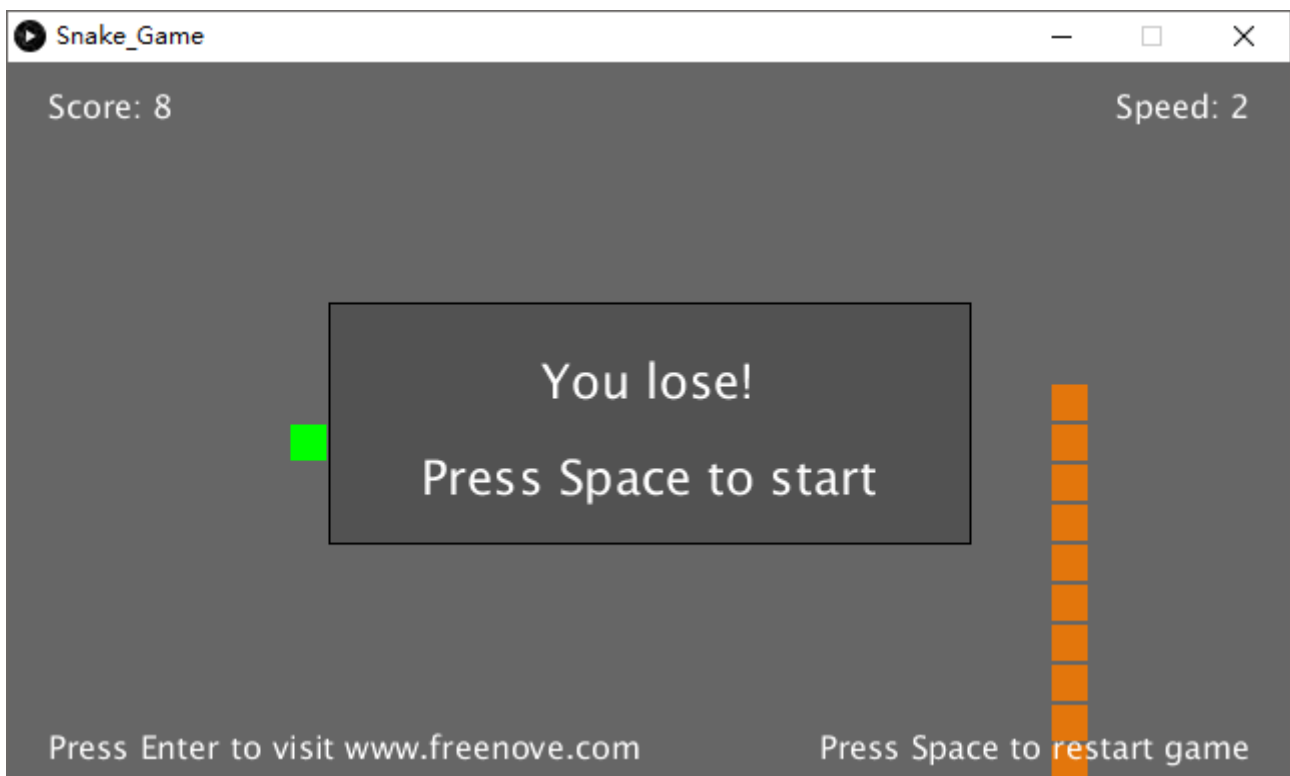 Snake_Game
Score: 8
Speed: 2
You lose!
Press Space to start
Press Enter to visit www.freenove.com
Press Space to restart game